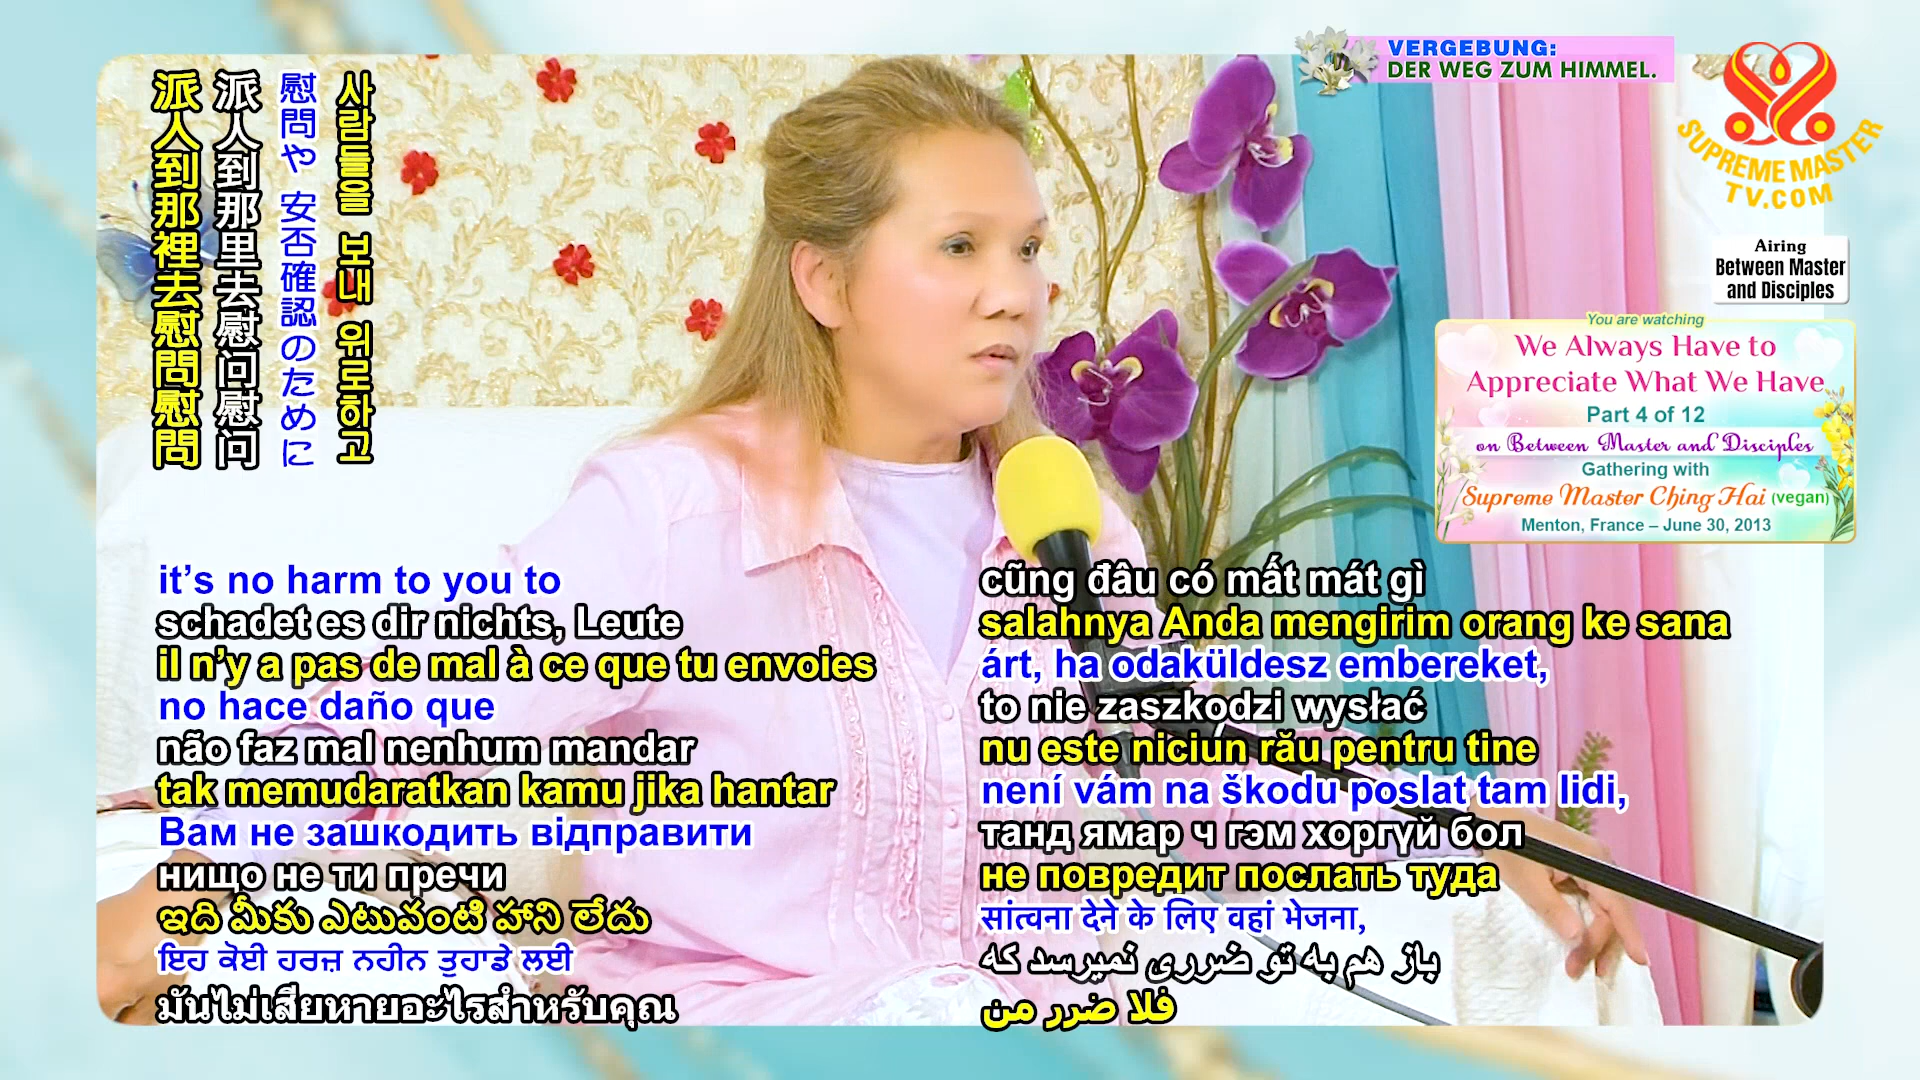 VERGEBUNG:
DER WEG ZUM HIMMEL.
SUPREME MASTER
TV.COM
Airing
Between Master
and Disciples
You are watching
We Always Have to
Appreciate What We Have
Part 4 of 12
on Between Master and Disciples
Gathering with
Supreme Master Ching Hai (vegan)
Menton, France – June 30, 2013
派人到那裡去慰問慰問
派人到那里去慰问慰问
慰問や 安否確認のために
사람들을 보내 위로하고
it’s no harm to you to
schadet es dir nichts, Leute
il n’y a pas de mal à ce que tu envoies
no hace daño que
não faz mal nenhum mandar
tak memudaratkan kamu jika hantar
Вам не зашкодить відправити
нищо не ти пречи
ఇది మీకు ఎటువంటి హాని లేదు
ਇਹ ਕੋਈ ਹਰਜ਼ ਨਹੀਨ ਤੁਹਾਡੇ ਲਈ
มันไม่เสียหายอะไรสำหรับคุณ
cũng đâu có mất mát gì
salahnya Anda mengirim orang ke sana
árt, ha odaküldesz embereket,
to nie zaszkodzi wysłać
nu este niciun rău pentru tine
není vám na škodu poslat tam lidi,
танд ямар ч гэм хоргүй бол
не повредит послать туда
सांत्वना देने के लिए वहां भेजना,
باز هم به تو ضرری نمیرسد که
فلا ضرر من